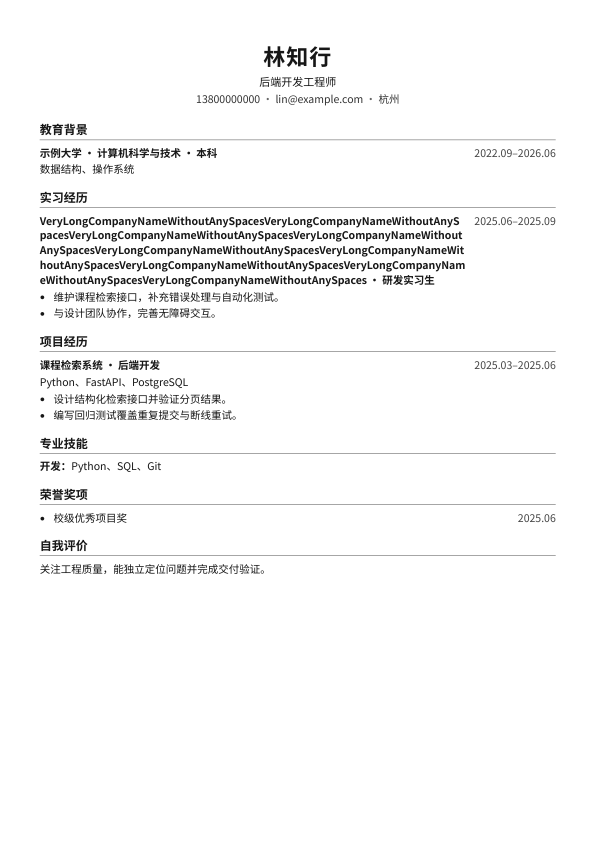 林知行
后端开发工程师
13800000000 · lin@example.com · 杭州
教育背景
示例大学 · 计算机科学与技术 · 本科 2022.09–2026.06
数据结构、操作系统
实习经历
VeryLongCompanyNameWithoutAnySpacesVeryLongCompanyNameWithoutAnyS 2025.06–2025.09
pacesVeryLongCompanyNameWithoutAnySpacesVeryLongCompanyNameWithout
AnySpacesVeryLongCompanyNameWithoutAnySpacesVeryLongCompanyNameWit
houtAnySpacesVeryLongCompanyNameWithoutAnySpacesVeryLongCompanyNam
eWithoutAnySpacesVeryLongCompanyNameWithoutAnySpaces · 研发实习生
• 维护课程检索接口，补充错误处理与自动化测试。
• 与设计团队协作，完善无障碍交互。
项目经历
课程检索系统 · 后端开发 2025.03–2025.06
Python、FastAPI、PostgreSQL
• 设计结构化检索接口并验证分页结果。
• 编写回归测试覆盖重复提交与断线重试。
专业技能
开发：Python、SQL、Git
荣誉奖项
• 校级优秀项目奖 2025.06
自我评价
关注工程质量，能独立定位问题并完成交付验证。